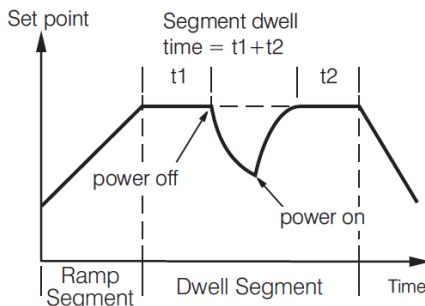 Set point
Segment dwell
time = t1+t2
t1
t2
power off
power on
Ramp
Segment
Dwell Segment
Time